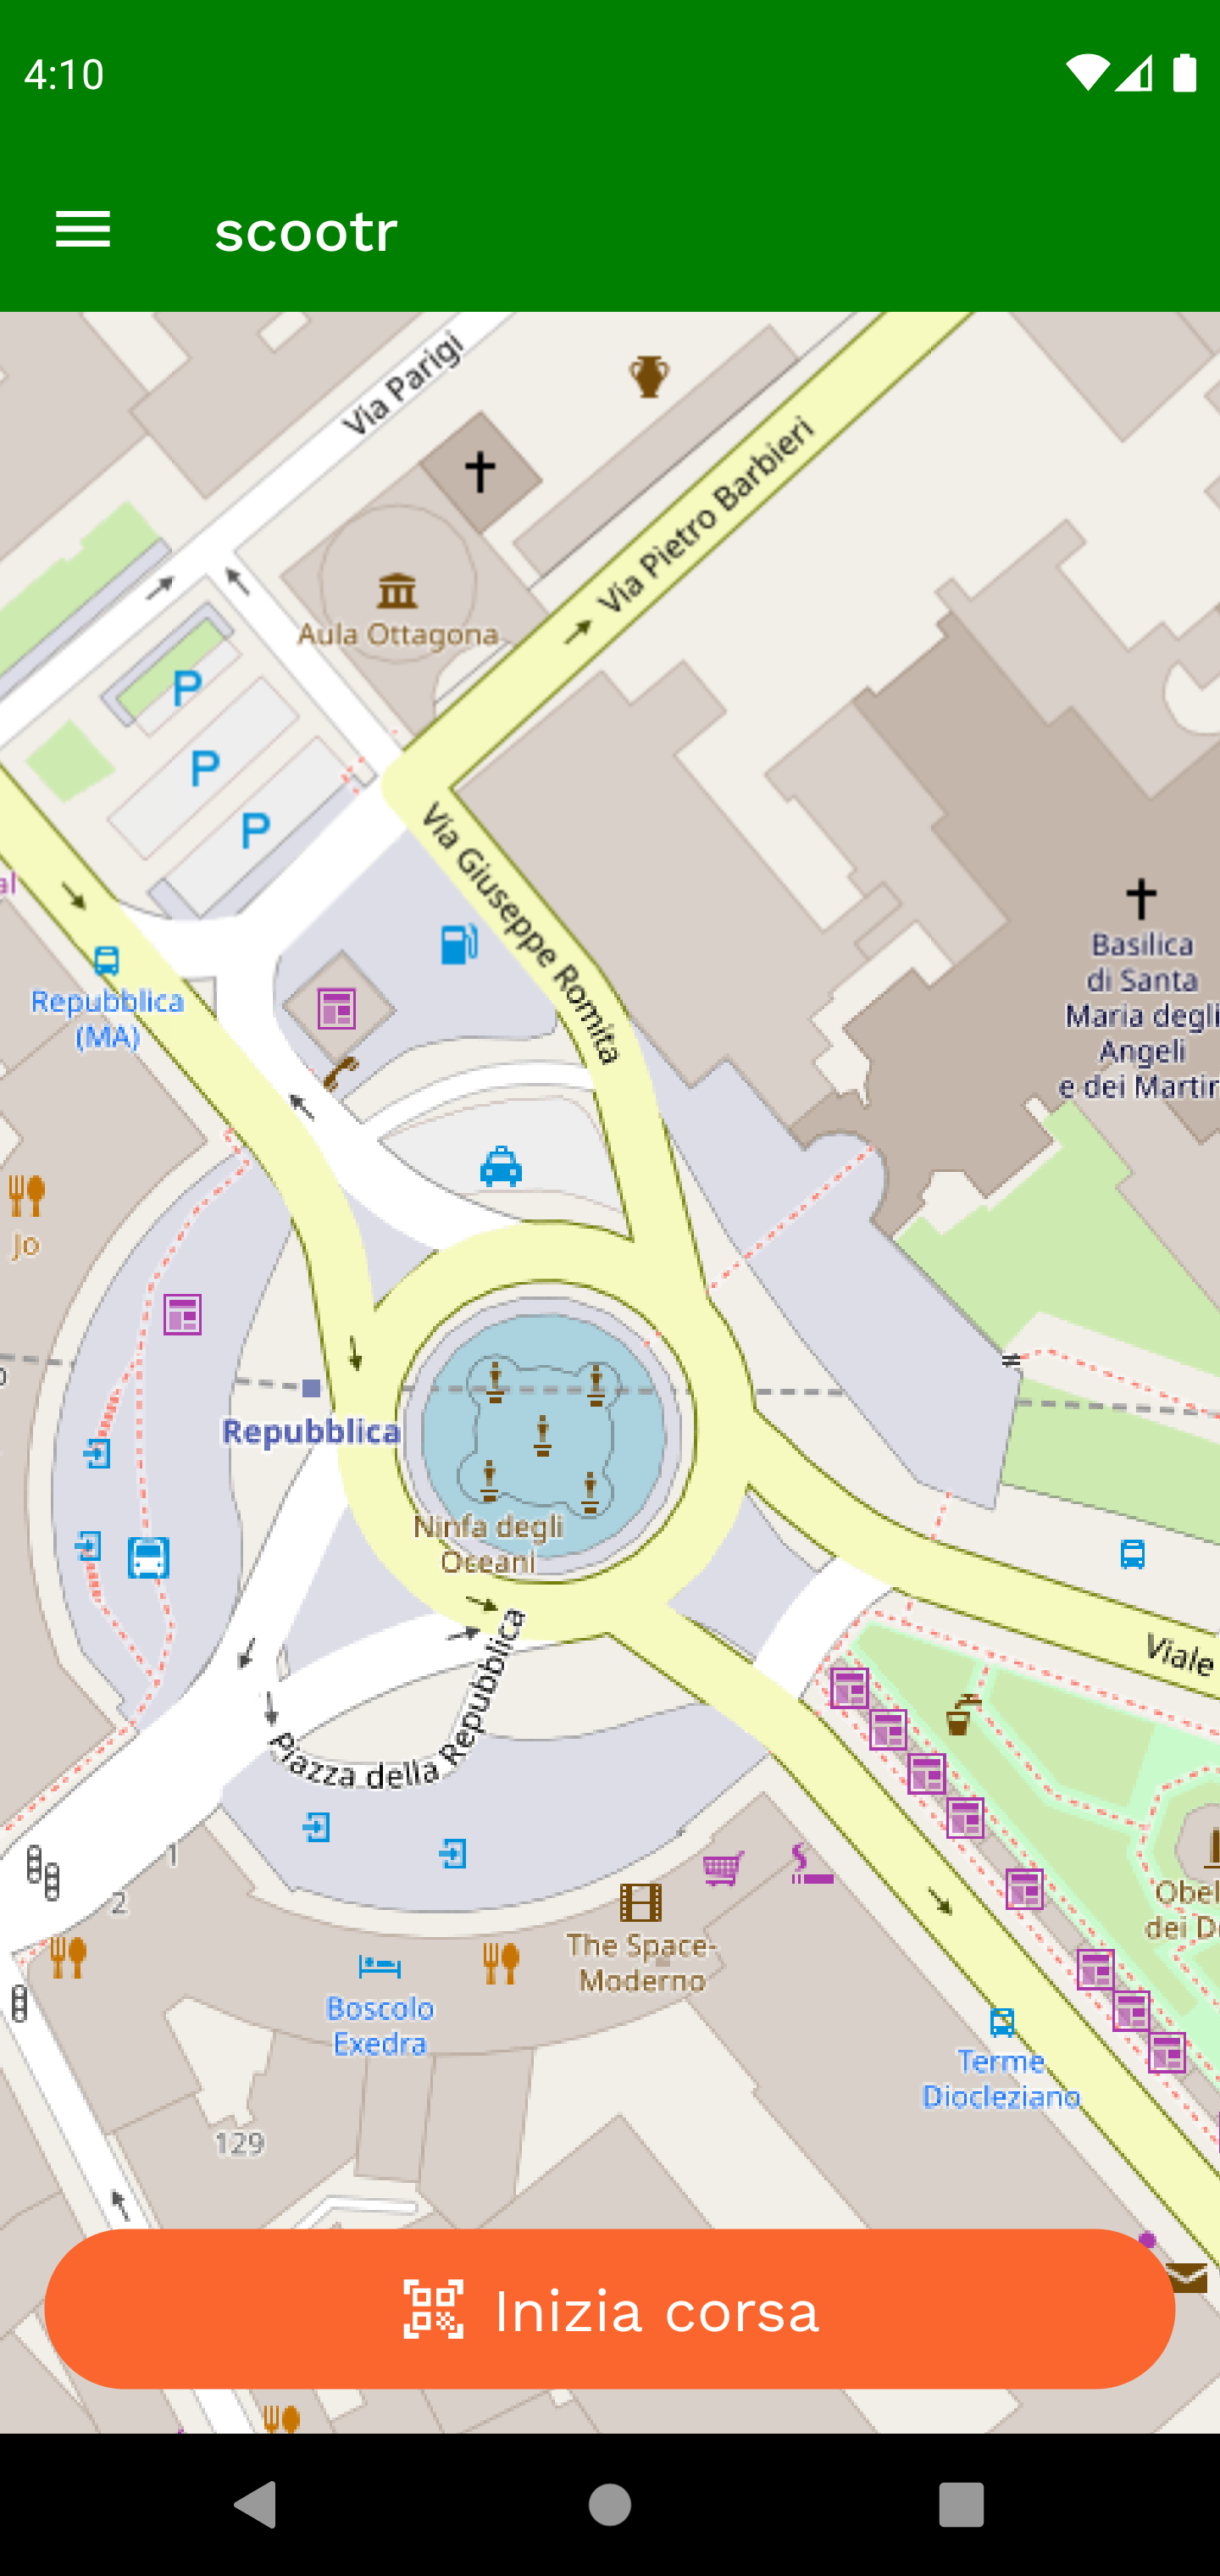 4:10
scootr
Via Parigi
Via Pietro Barbieri
Aula Ottagona
P
P
P
Via Giuseppe Romita
al
Repubblica
(MA)
Basilica
di Santa
Maria degli
Angeli
e dei Martir
Jo
Repubblica
Ninfa degli
Oceani
Viale
Piazza della Repubblica
1
2
The Space-
Moderno
Obel
dei D
Boscolo
Exedra
Terme
Diocleziano
129
Inizia corsa